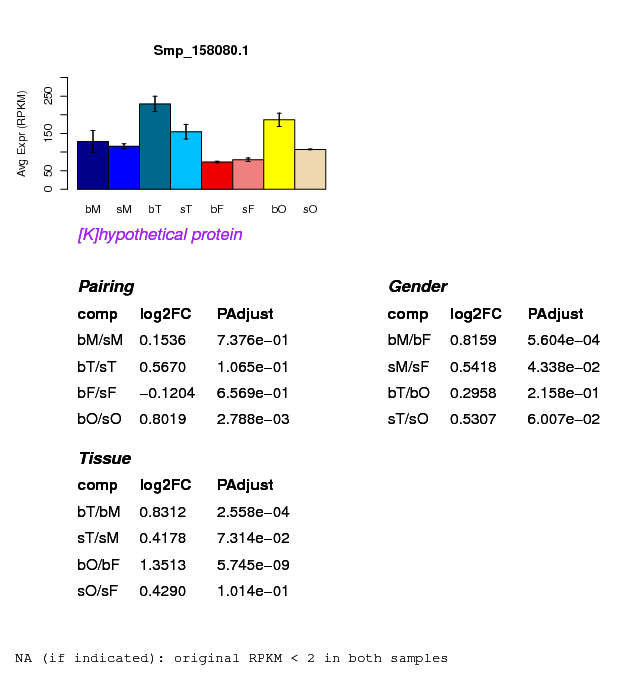 Smp_158080.1
Avg Expr (RPKM)
0 50 150 250
bM sM bT sT bF sF bO sO
[K]hypothetical protein
Pairing
comp log2FC PAdjust
bM/sM 0.1536 7.376e−01
bT/sT 0.5670 1.065e−01
bF/sF −0.1204 6.569e−01
bO/sO 0.8019 2.788e−03
Gender
comp log2FC PAdjust
bM/bF 0.8159 5.604e−04
sM/sF 0.5418 4.338e−02
bT/bO 0.2958 2.158e−01
sT/sO 0.5307 6.007e−02
Tissue
comp log2FC PAdjust
bT/bM 0.8312 2.558e−04
sT/sM 0.4178 7.314e−02
bO/bF 1.3513 5.745e−09
sO/sF 0.4290 1.014e−01
NA (if indicated): original RPKM < 2 in both samples